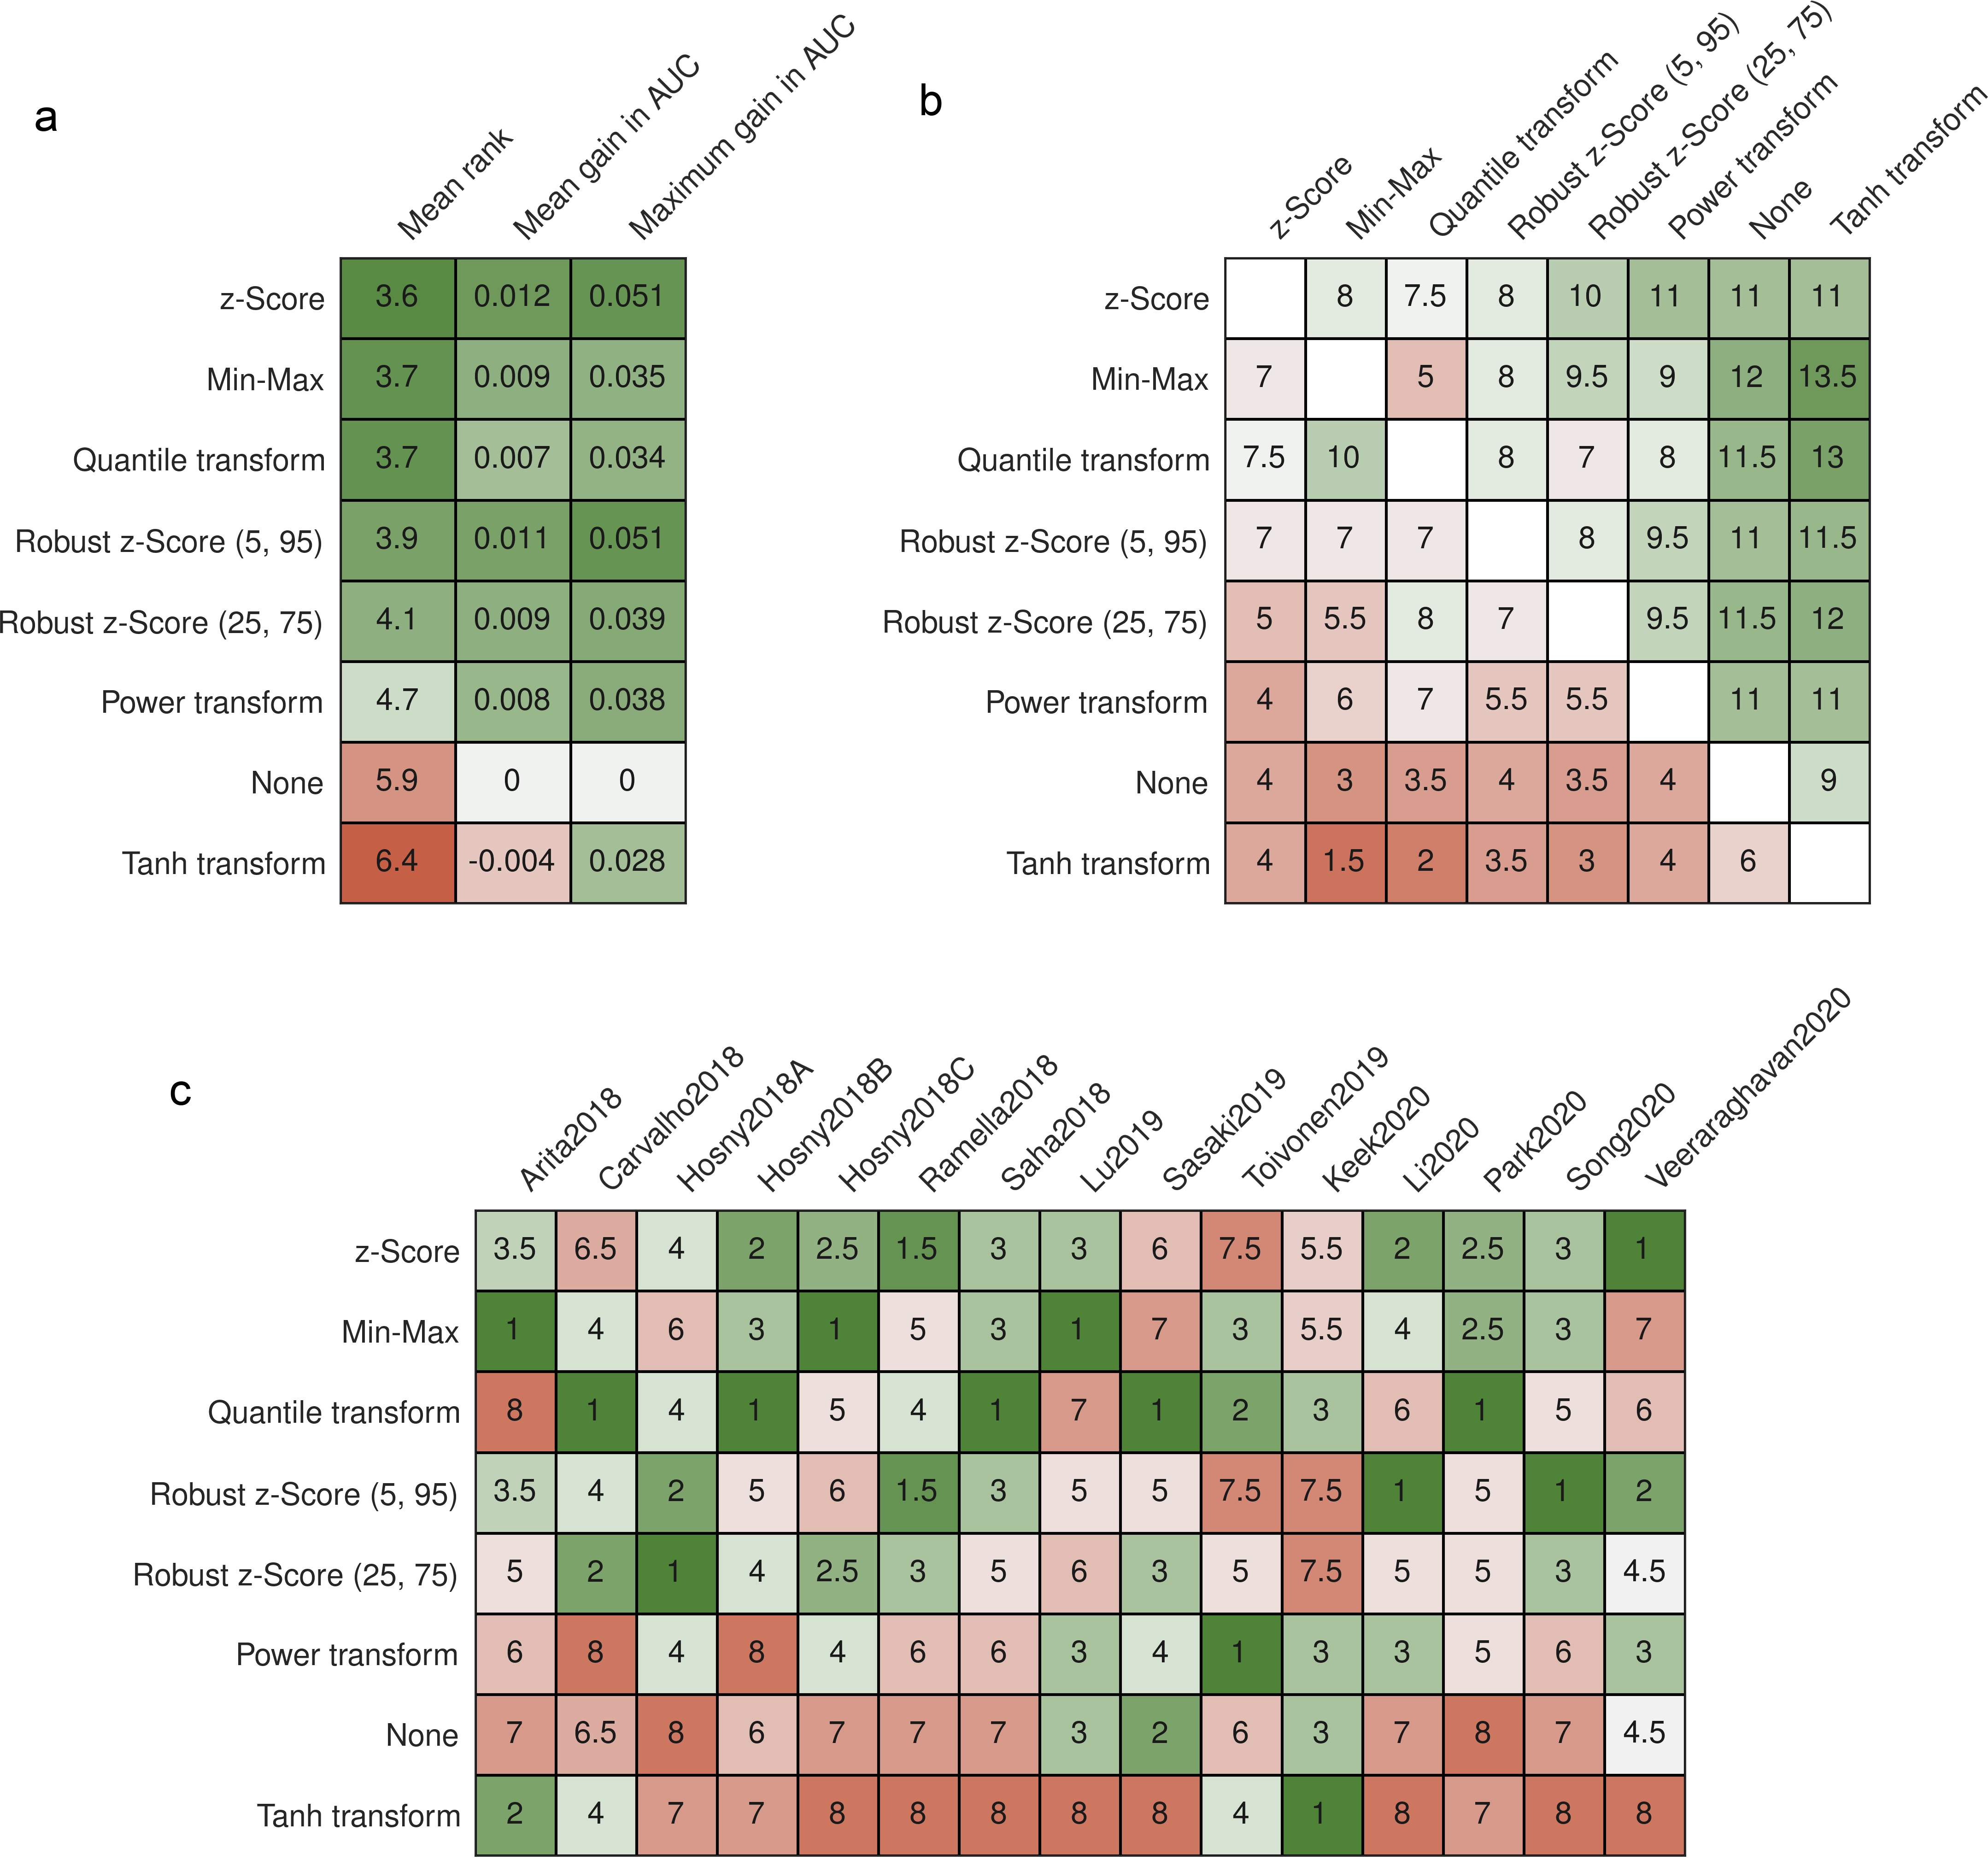 a
Mean rank
Mean gain in AUC
Maximum gain in AUC
z-Score 3.6 0.012 0.051
Min-Max 3.7 0.009 0.035
Quantile transform 3.7 0.007 0.034
Robust z-Score (5, 95) 3.9 0.011 0.051
Robust z-Score (25, 75) 4.1 0.009 0.039
Power transform 4.7 0.008 0.038
None 5.9 0 0
Tanh transform 6.4 -0.004 0.028
b
z-Score
Min-Max
Quantile transform
Robust z-Score (5, 95)
Robust z-Score (25, 75)
Power transform
None
Tanh transform
z-Score 8 7.5 8 10 11 11 11
Min-Max 7 5 8 9.5 9 12 13.5
Quantile transform 7.5 10 8 7 8 11.5 13
Robust z-Score (5, 95) 7 7 7 8 9.5 11 11.5
Robust z-Score (25, 75) 5 5.5 8 7 9.5 11.5 12
Power transform 4 6 7 5.5 5.5 11 11
None 4 3 3.5 4 3.5 4 9
Tanh transform 4 1.5 2 3.5 3 4 6
c
Arita2018
Carvalho2018
Hosny2018A
Hosny2018B
Hosny2018C
Ramella2018
Saha2018
Lu2019
Sasaki2019
Toivonen2019
Keek2020
Li2020
Park2020
Song2020
Veeraraghavan2020
z-Score 3.5 6.5 4 2 2.5 1.5 3 3 6 7.5 5.5 2 2.5 3 1
Min-Max 1 4 6 3 1 5 3 1 7 3 5.5 4 2.5 3 7
Quantile transform 8 1 4 1 5 4 1 7 1 2 3 6 1 5 6
Robust z-Score (5, 95) 3.5 4 2 5 6 1.5 3 5 5 7.5 7.5 1 5 1 2
Robust z-Score (25, 75) 5 2 1 4 2.5 3 5 6 3 5 7.5 5 5 3 4.5
Power transform 6 8 4 8 4 6 6 3 4 1 3 3 5 6 3
None 7 6.5 8 6 7 7 7 3 2 6 3 7 8 7 4.5
Tanh transform 2 4 7 7 8 8 8 8 8 4 1 8 7 8 8